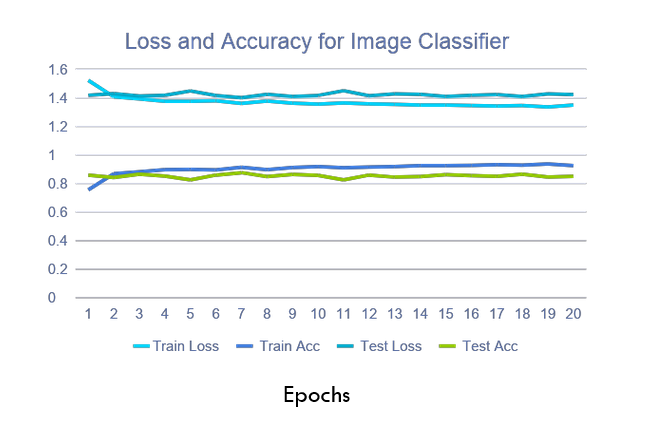 Loss and Accuracy for Image Classifier
1.6
1.4
1.2
1
0.8
0.6
0.4
0.2
0
1 2 3 4 5 6 7 8 9 10 11 12 13 14 15 16 17 18 19 20
Train Loss Train Acc Test Loss Test Acc
Epochs